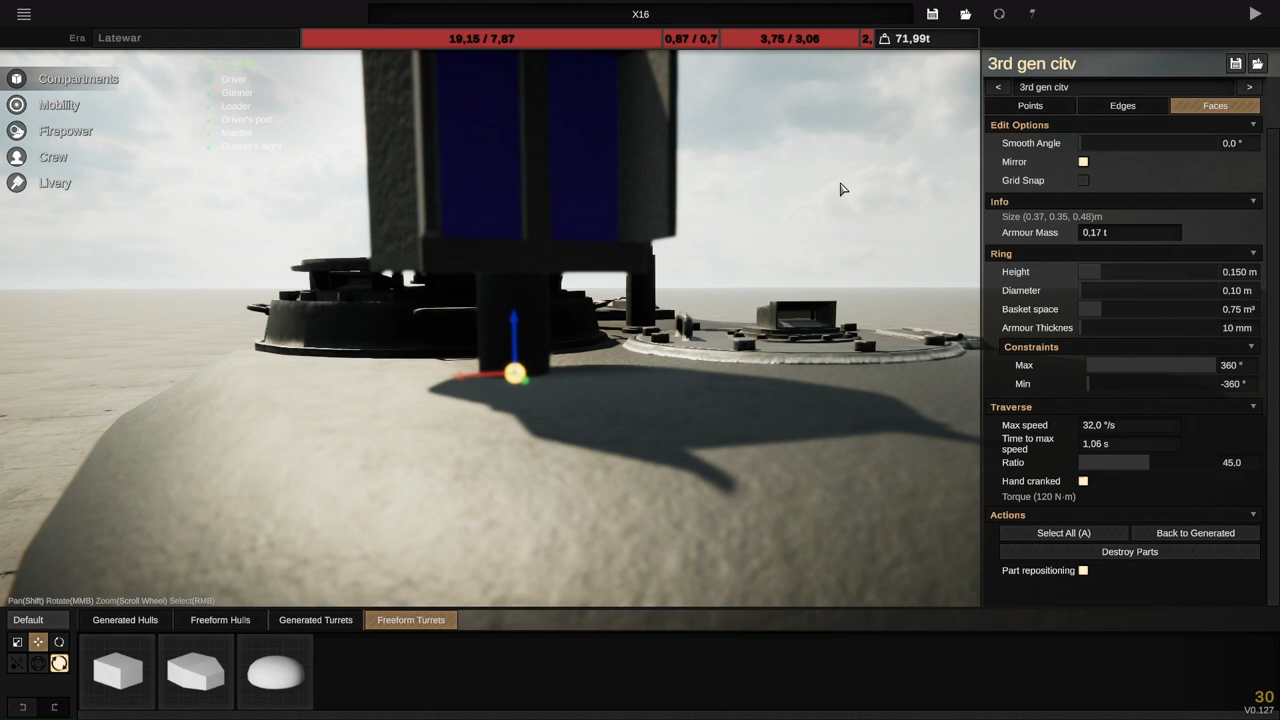 X16
Era Latewar 19,15 / 7,87 0,87 / 0,7 3,75 / 3,06 2, 71,99t
Compartments
Mobility
Firepower
Crew
Livery
Driver
Gunner
Loader
Driver's port
Mantlet
Gunner's sight
3rd gen citv
< 3rd gen citv >
Points Edges Faces
Edit Options
Smooth Angle 0.0 °
Mirror
Grid Snap
Info
Size (0.37, 0.35, 0.48)m
Armour Mass 0,17 t
Ring
Height 0.150 m
Diameter 0.10 m
Basket space 0.75 m³
Armour Thicknes 10 mm
Constraints
Max 360 °
Min -360 °
Traverse
Max speed 32,0 °/s
Time to max
speed 1,06 s
Ratio 45,0
Hand cranked
Torque (120 N·m)
Actions
Select All (A) Back to Generated
Destroy Parts
Part repositioning
Pan(Shift) Rotate(MMB) Zoom(Scroll Wheel) Select(RMB)
Default Generated Hulls Freeform Hulls Generated Turrets Freeform Turrets
30
V0.127